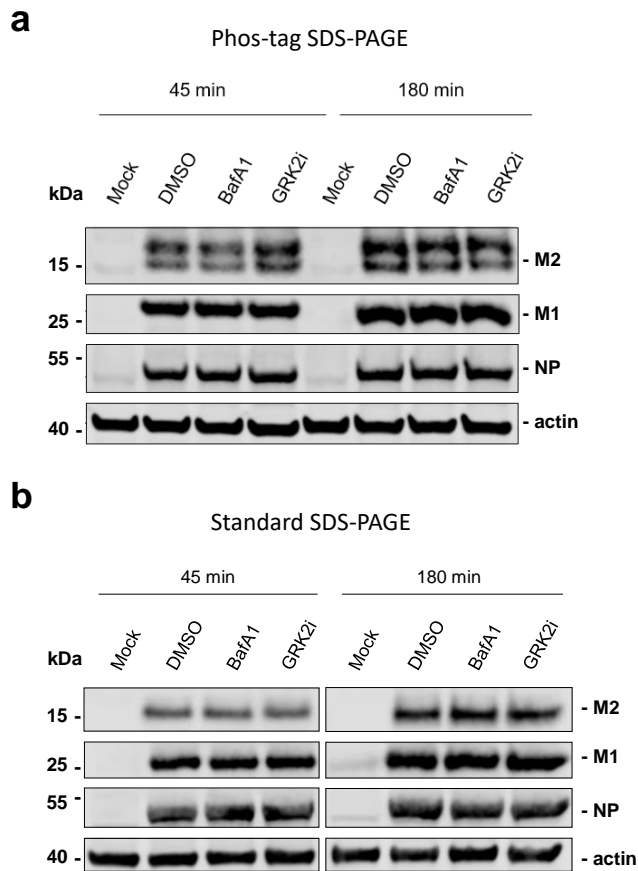 a
Phos-tag SDS-PAGE
45 min 180 min
kDa Mock DMSO BafA1 GRK2i Mock DMSO BafA1 GRK2i
15 - - M2
25 - - M1
55 - - NP
40 - - actin
b
Standard SDS-PAGE
45 min 180 min
kDa Mock DMSO BafA1 GRK2i Mock DMSO BafA1 GRK2i
15 - - M2
25 - - M1
55 - - NP
40 - - actin